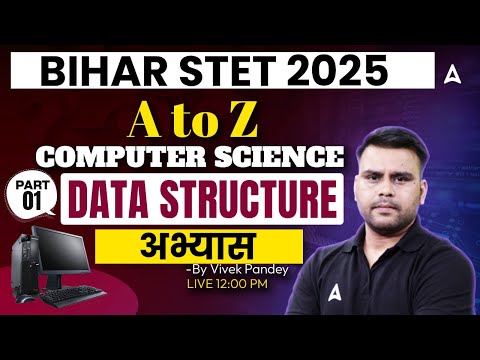 BIHAR STET 2025
A
A to Z
COMPUTER SCIENCE
PART
01
DATA STRUCTURE
अभ्यास
-By Vivek Pandey
LIVE 12:00 PM
A